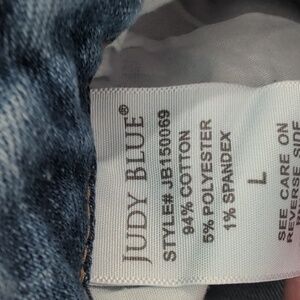 JUDY BLUE®
STYLE# JB150069
94% COTTON
5% POLYESTER
1% SPANDEX
L
SEE CARE ON
REVERSE SIDE